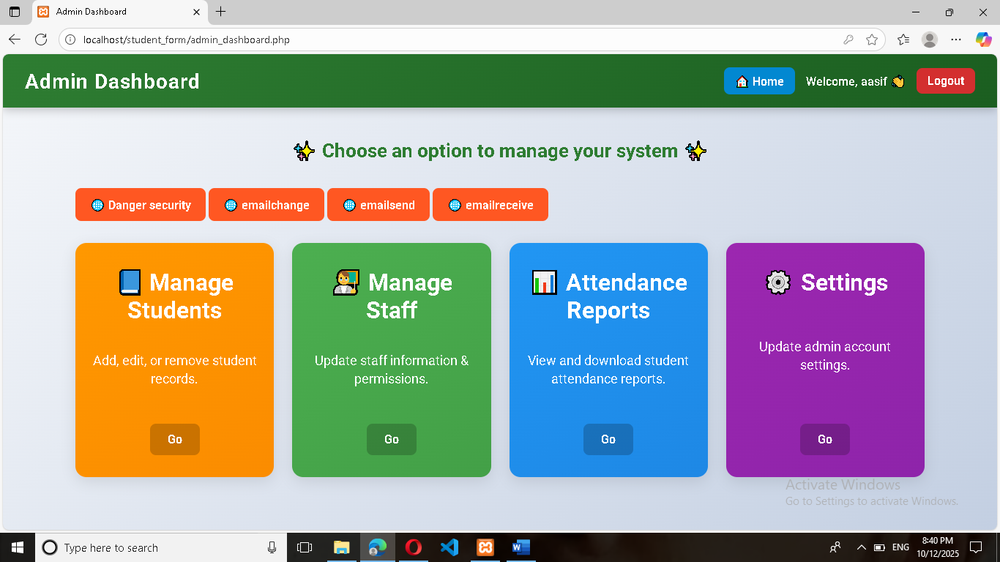 Admin Dashboard
localhost/student_form/admin_dashboard.php
Admin Dashboard
Home
Welcome, aasif
Logout
Choose an option to manage your system
Danger security
emailchange
emailsend
emailreceive
Manage
Students
Add, edit, or remove student
records.
Go
Manage
Staff
Update staff information &
permissions.
Go
Attendance
Reports
View and download student
attendance reports.
Go
Settings
Update admin account
settings.
Go
Activate Windows
Go to Settings to activate Windows.
Type here to search
ENG
8:40 PM
10/12/2025